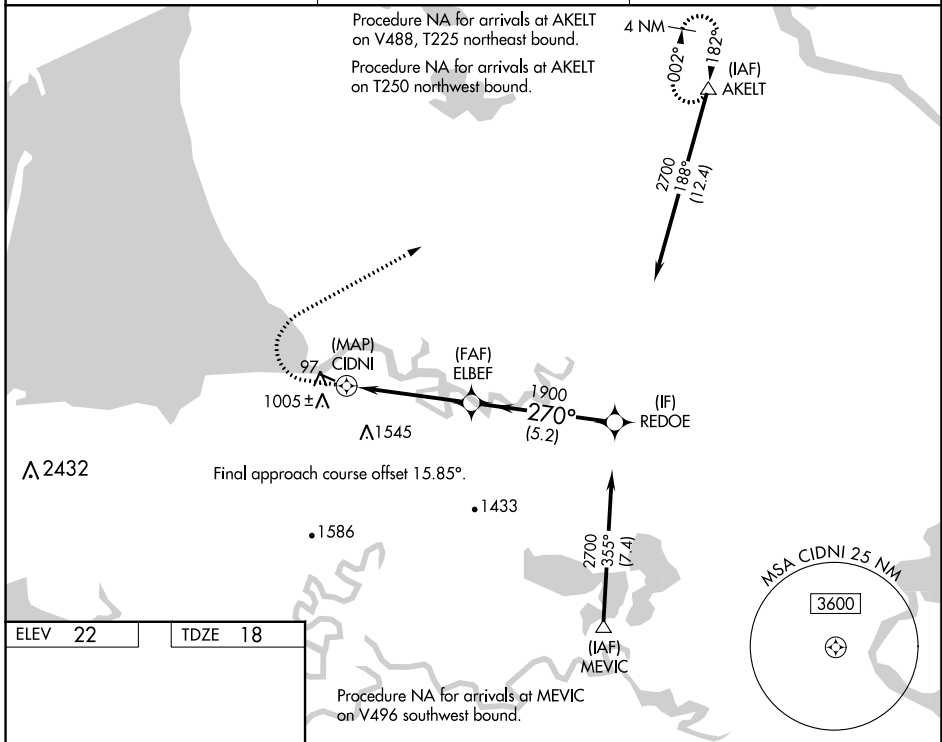 Procedure NA for arrivals at AKELT
on V488, T225 northeast bound.
Procedure NA for arrivals at AKELT
on T250 northwest bound.
4 NM
002°
182°
(IAF)
AKELT
2700
188°
(12.4)
(MAP)
CIDNI
97
1005 ±
(FAF)
ELBEF
1900
270°
(5.2)
(IF)
REDOE
1545
2432
Final approach course offset 15.85°.
1433
1586
2700
355°
(7.4)
(IAF)
MEVIC
MSA CIDNI 25 NM
3600
ELEV 22
TDZE 18
Procedure NA for arrivals at MEVIC
on V496 southwest bound.